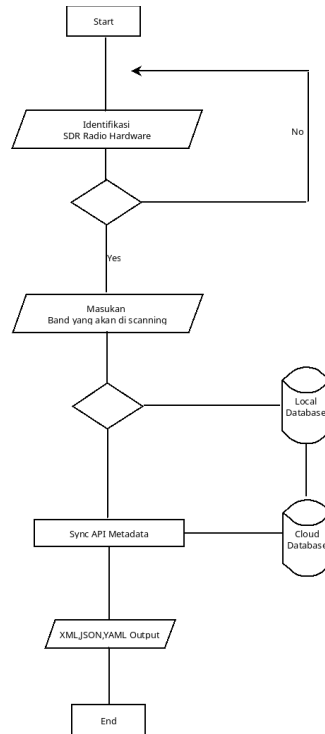 Start
Identifikasi
SDR Radio Hardware
No
Yes
Masukan
Band yang akan di scanning
Local
Database
Sync API Metadata
Cloud
Database
XML,JSON,YAML Output
End